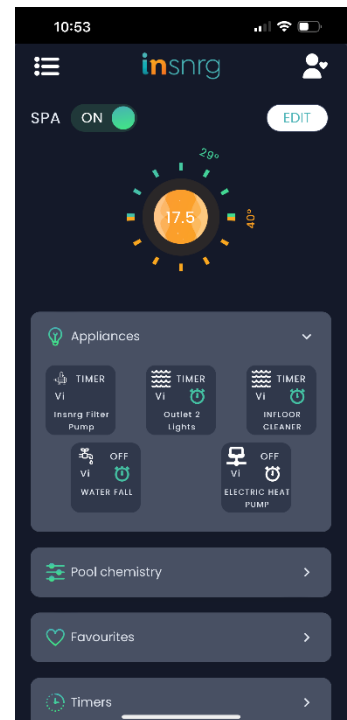 10:53
insnrg
SPA ON EDIT
29°
17.5
40°
Appliances
TIMER TIMER TIMER
Vi Vi Vi
Insnrg Filter Pump
Outlet 2 Lights
INFLOOR CLEANER
OFF OFF
Vi Vi
WATER FALL
ELECTRIC HEAT PUMP
Pool chemistry
Favourites
Timers